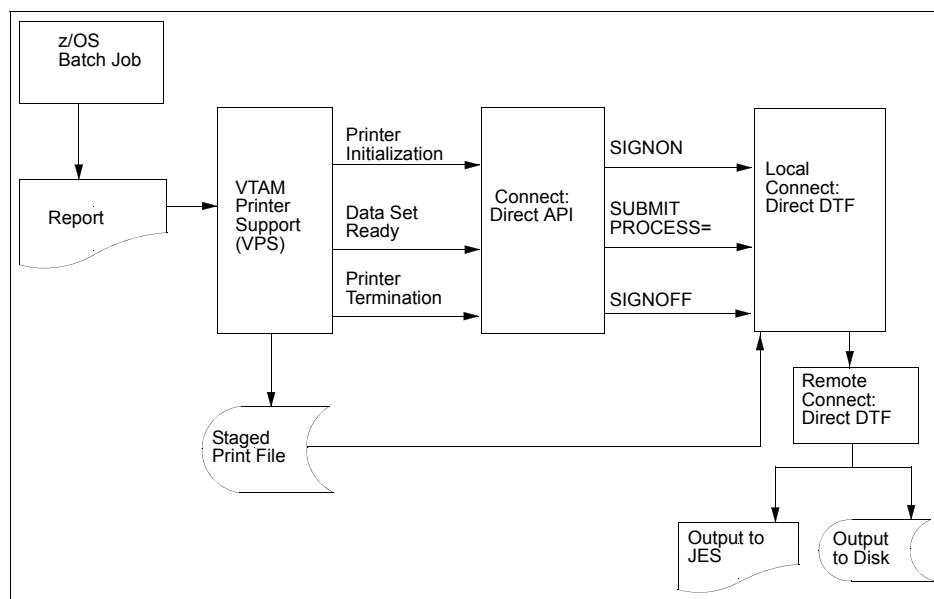 z/OS
Batch Job
Report
VTAM
Printer
Support
(VPS)
Printer
Initialization
Data Set
Ready
Printer
Termination
Connect:
Direct API
SIGNON
SUBMIT
PROCESS=
SIGNOFF
Local
Connect:
Direct DTF
Staged
Print File
Remote
Connect:
Direct DTF
Output to
JES
Output
to Disk